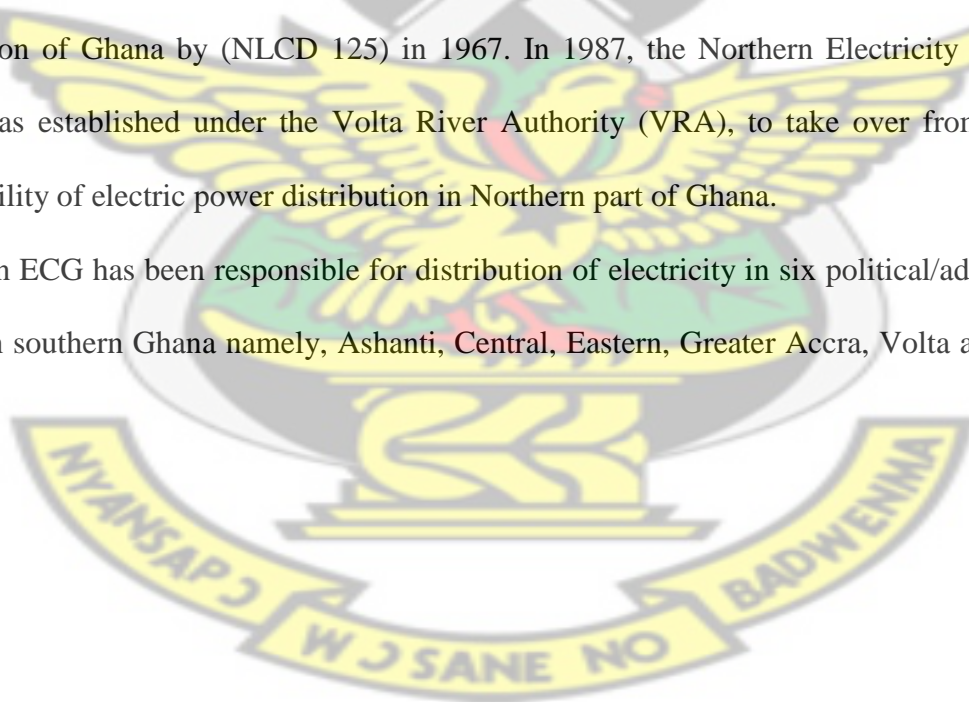 on of Ghana by (NLCD 125) in 1967. In 1987, the Northern Electricity
as established under the Volta River Authority (VRA), to take over from
ility of electric power distribution in Northern part of Ghana.
n ECG has been responsible for distribution of electricity in six political/ad
n southern Ghana namely, Ashanti, Central, Eastern, Greater Accra, Volta a
NYANSAPƆ
WƆSANE NO
BADWENMA